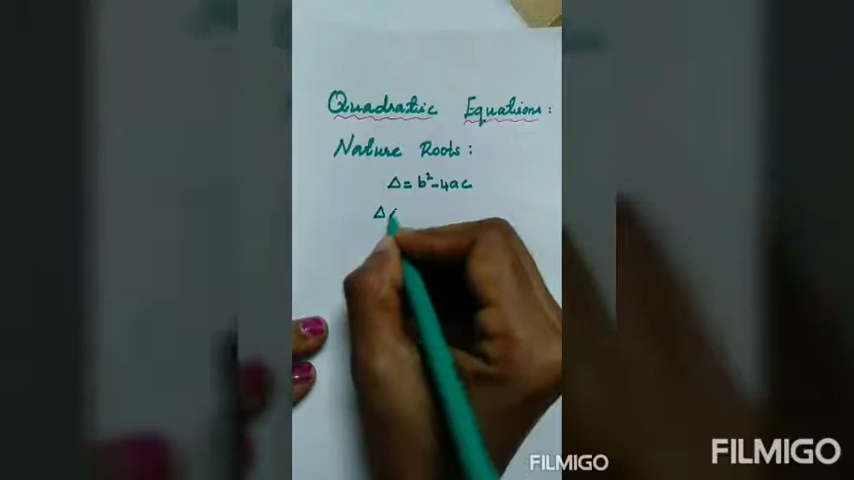 Quadratic Equations:
Nature Roots:
Δ = b² - 4ac
Δ
FILMIGO
FILMIGO